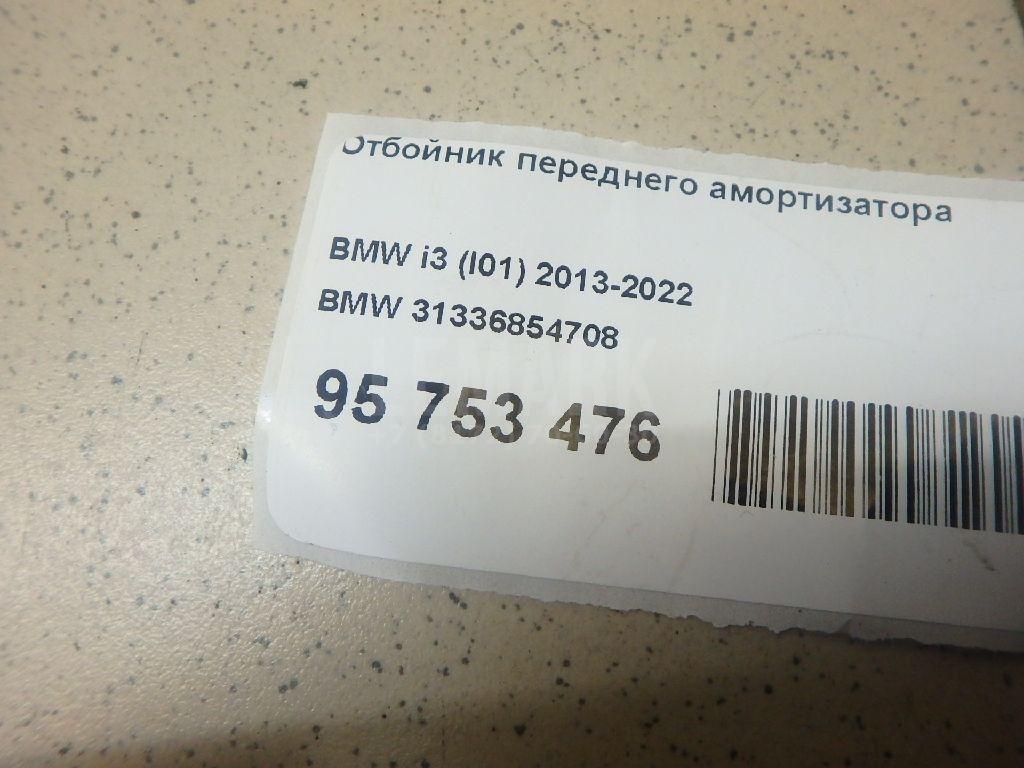 Отбойник переднего амортизатора
BMW i3 (I01) 2013-2022
BMW 31336854708
95 753 476